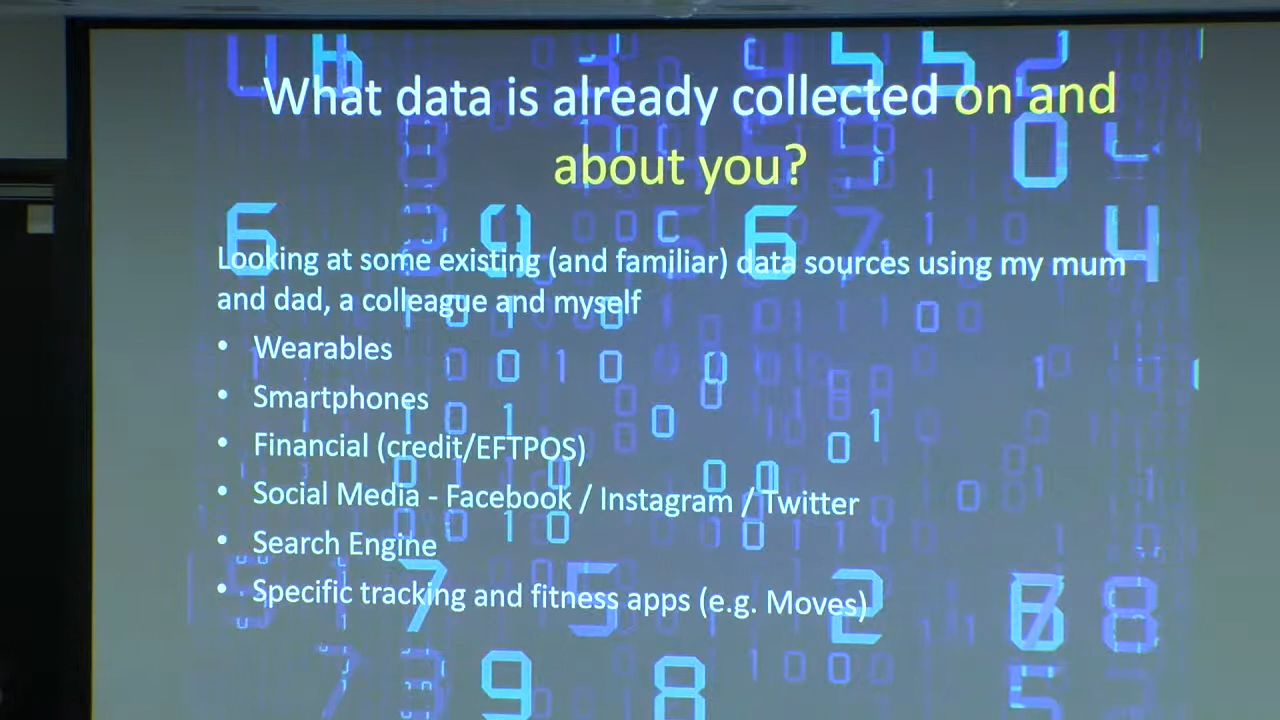 What data is already collected on and
about you?
Looking at some existing (and familiar) data sources using my mum
and dad, a colleague and myself
• Wearables
• Smartphones
• Financial (credit/EFTPOS)
• Social Media - Facebook / Instagram / Twitter
• Search Engine
• Specific tracking and fitness apps (e.g. Moves)